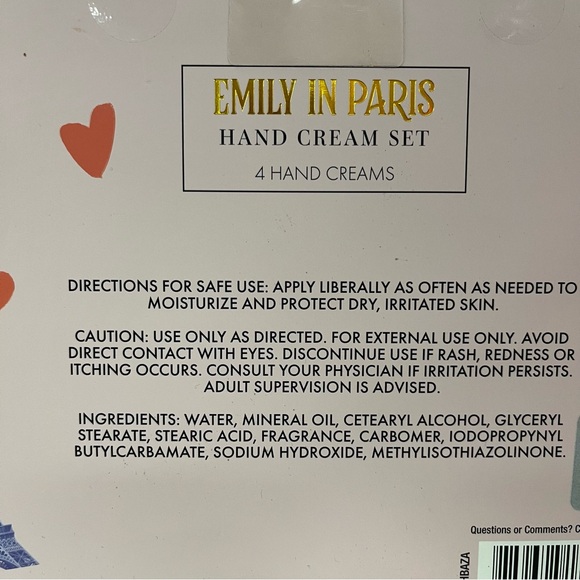 EMILY IN PARIS
HAND CREAM SET
4 HAND CREAMS
DIRECTIONS FOR SAFE USE: APPLY LIBERALLY AS OFTEN AS NEEDED TO
MOISTURIZE AND PROTECT DRY, IRRITATED SKIN.
CAUTION: USE ONLY AS DIRECTED. FOR EXTERNAL USE ONLY. AVOID
DIRECT CONTACT WITH EYES. DISCONTINUE USE IF RASH, REDNESS OR
ITCHING OCCURS. CONSULT YOUR PHYSICIAN IF IRRITATION PERSISTS.
ADULT SUPERVISION IS ADVISED.
INGREDIENTS: WATER, MINERAL OIL, CETEARYL ALCOHOL, GLYCERYL
STEARATE, STEARIC ACID, FRAGRANCE, CARBOMER, IODOPROPYNYL
BUTYLCARBAMATE, SODIUM HYDROXIDE, METHYLISOTHIAZOLINONE.
Questions or Comments? C